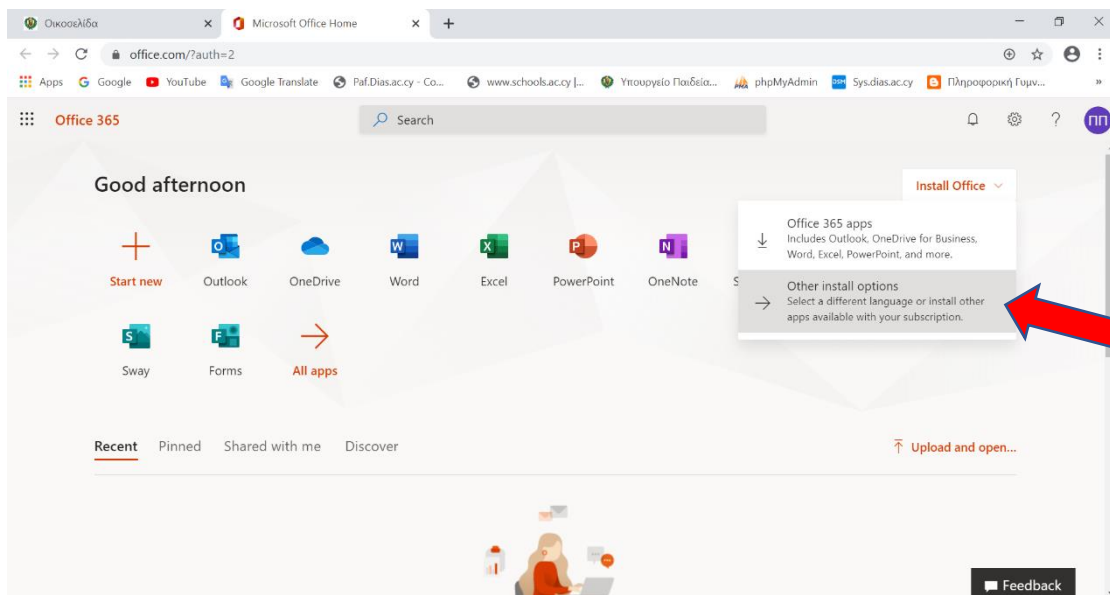 Οικοσελίδα
Microsoft Office Home
office.com/?auth=2
Apps
Google
YouTube
Google Translate
Paf.Dias.ac.cy - Co...
www.schools.ac.cy |...
Υπουργείο Παιδεία...
phpMyAdmin
Sys.dias.ac.cy
Πληροφορική Γυμν...
Office 365
Search
ΠΠ
Good afternoon
Install Office
Office 365 apps
Includes Outlook, OneDrive for Business,
Word, Excel, PowerPoint, and more.
Other install options
Select a different language or install other
apps available with your subscription.
Start new
Outlook
OneDrive
Word
Excel
PowerPoint
OneNote
S
Sway
Forms
All apps
Recent
Pinned
Shared with me
Discover
Upload and open...
Feedback